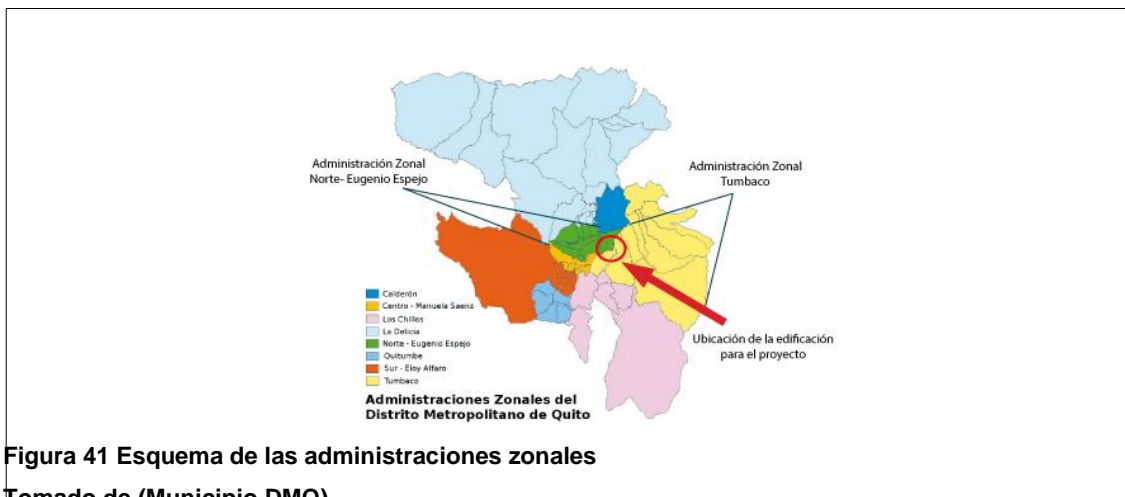 Administración Zonal
Norte- Eugenio Espejo
Administración Zonal
Tumbaco
Ubicación de la edificación
para el proyecto
Calderón
Centro - Manuela Saenz
Los Chillos
La Delicia
Norte - Eugenio Espejo
Quitumbe
Sur - Eloy Alfaro
Tumbaco
Administraciones Zonales del
Distrito Metropolitano de Quito
Figura 41 Esquema de las administraciones zonales
Tomado de (Municipio DMQ)